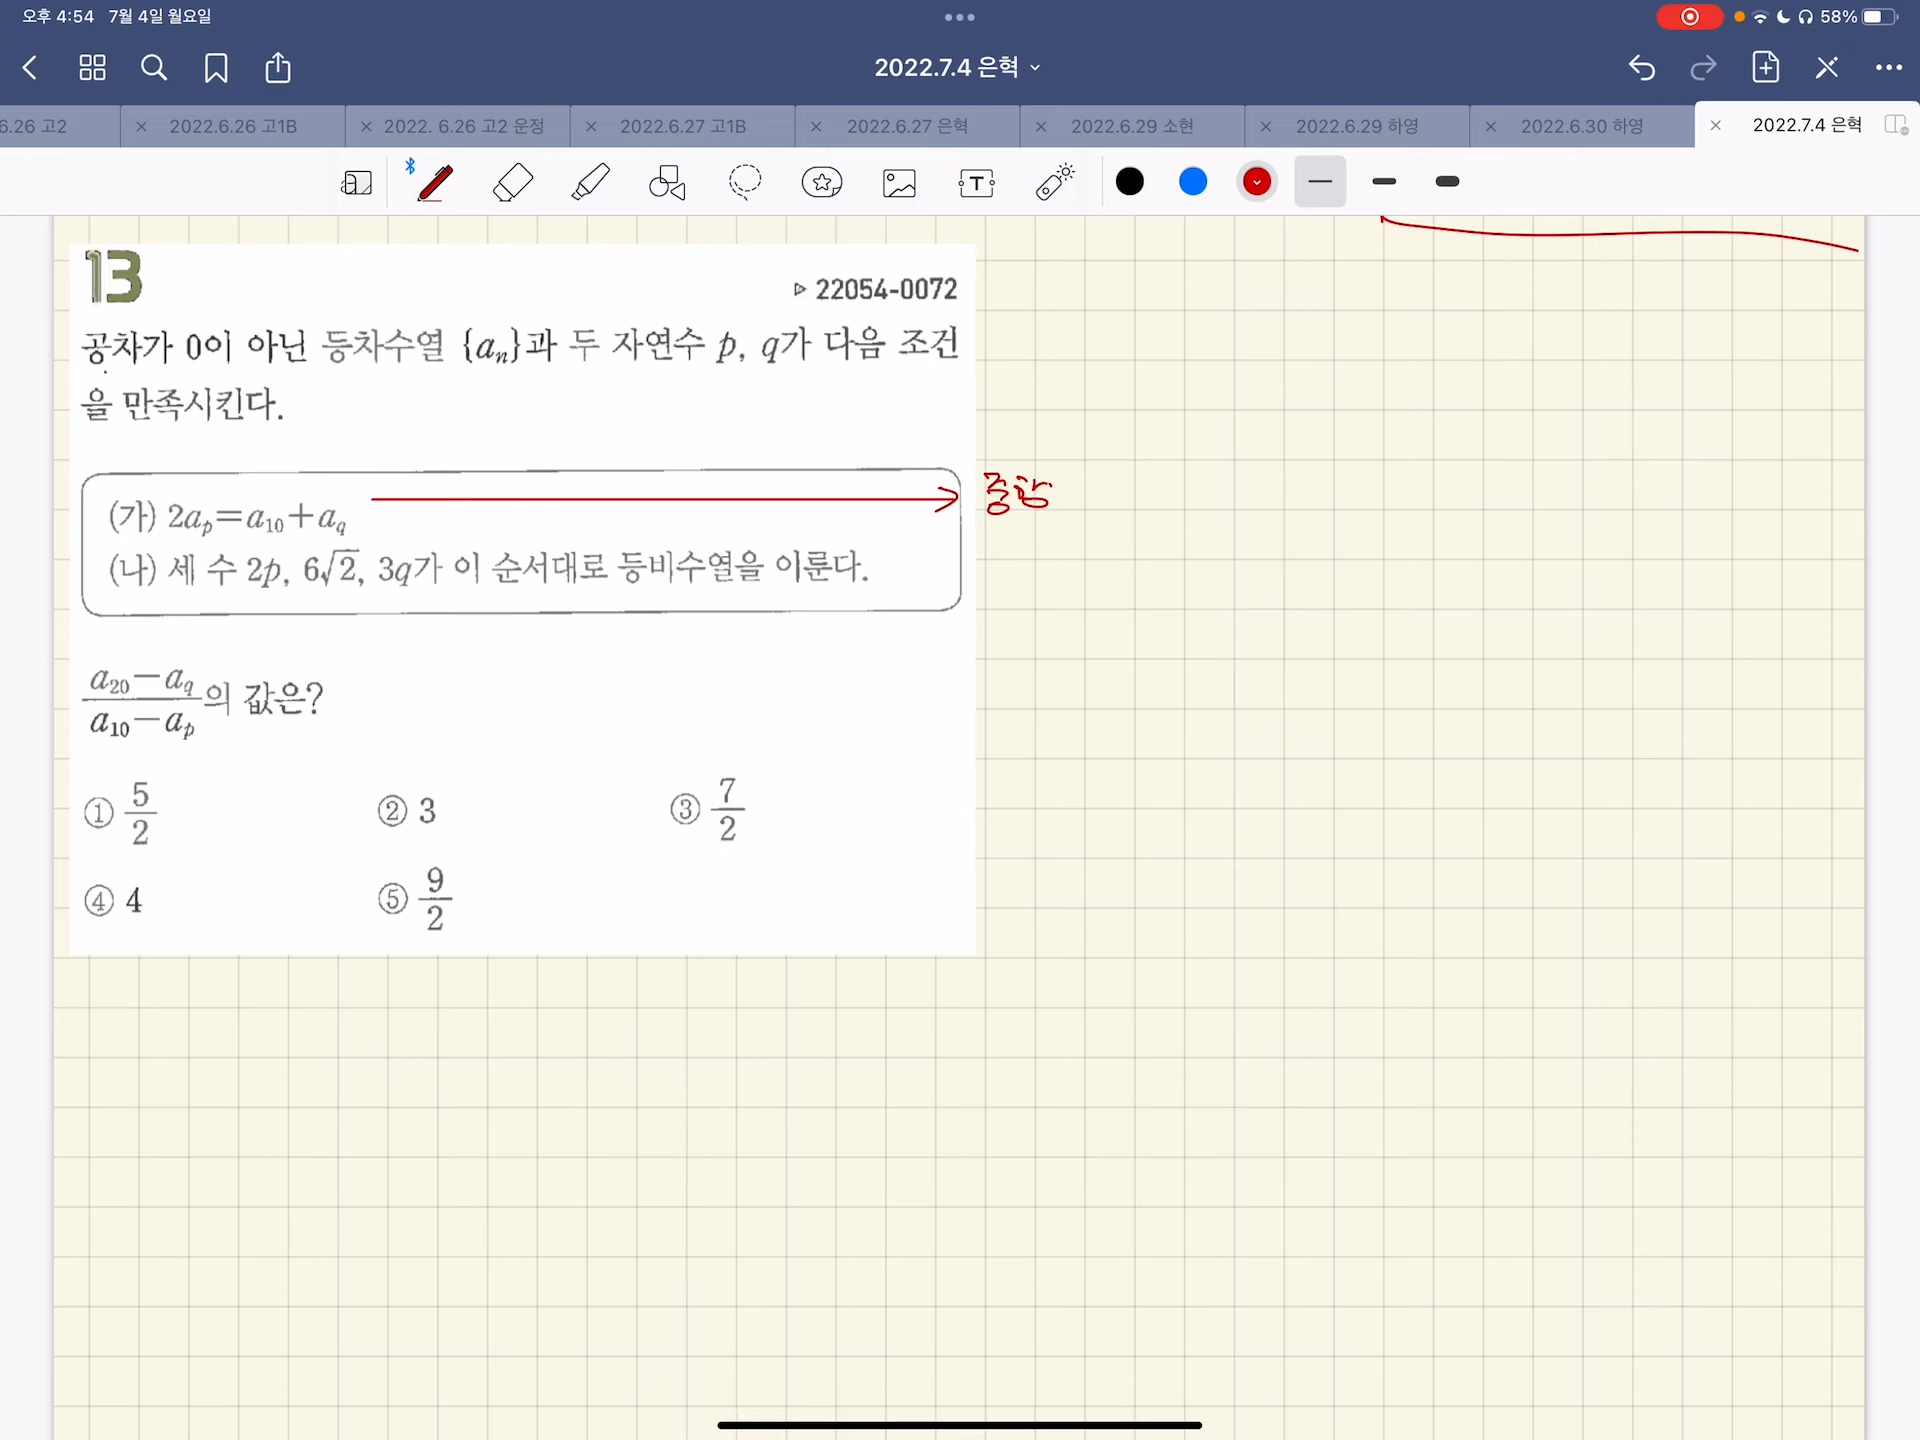 오후 4:54 7월 4일 월요일
58%
2022.7.4 은혁
6.26 고2
2022.6.26 고1B
2022. 6.26 고2 운정
2022.6.27 고1B
2022.6.27 은혁
2022.6.29 소현
2022.6.29 하영
2022.6.30 하영
2022.7.4 은혁
13
▷ 22054-0072
공차가 0이 아닌 등차수열 {aₙ}과 두 자연수 p, q가 다음 조건
을 만족시킨다.
(가) 2a_p=a₁₀+a_q
등장
(나) 세 수 2p, 6√2, 3q가 이 순서대로 등비수열을 이룬다.
(a₂₀−a_q)/(a₁₀−a_p)의 값은?
① 5/2 ② 3 ③ 7/2
④ 4 ⑤ 9/2